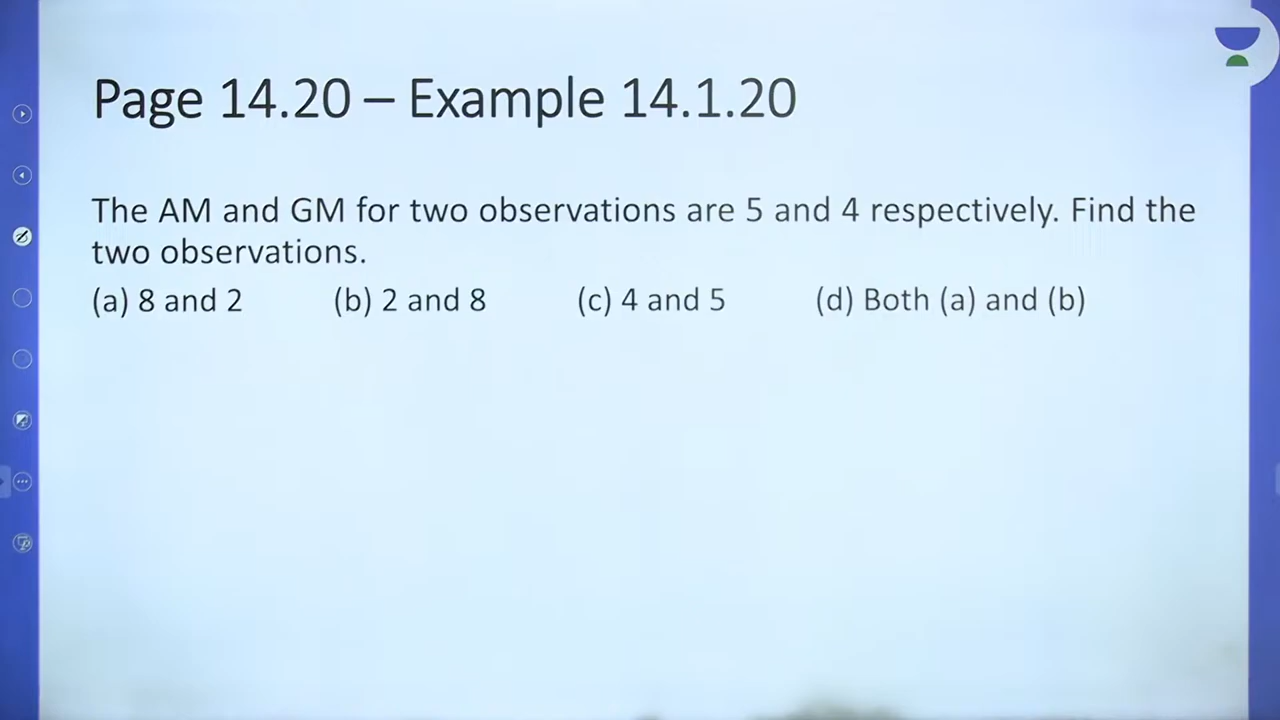 Page 14.20 – Example 14.1.20
The AM and GM for two observations are 5 and 4 respectively. Find the
two observations.
(a) 8 and 2 (b) 2 and 8 (c) 4 and 5 (d) Both (a) and (b)